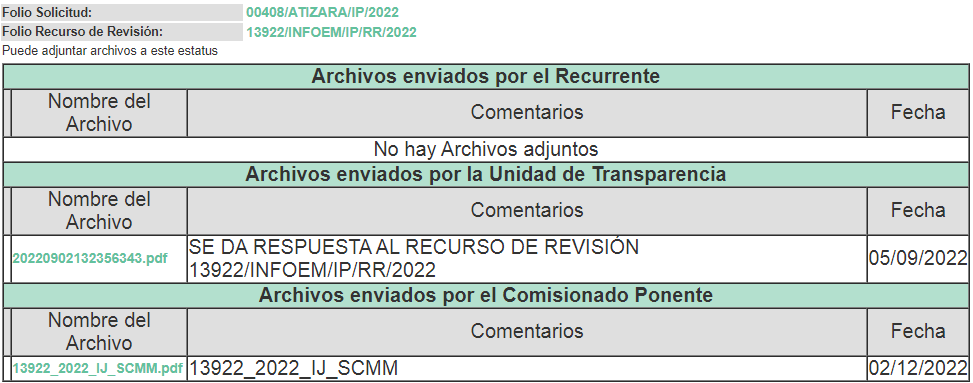 Folio Solicitud: 00408/ATIZARA/IP/2022
Folio Recurso de Revisión: 13922/INFOEM/IP/RR/2022
Puede adjuntar archivos a este estatus
Archivos enviados por el Recurrente
Nombre del Archivo Comentarios Fecha
No hay Archivos adjuntos
Archivos enviados por la Unidad de Transparencia
Nombre del Archivo Comentarios Fecha
20220902132356343.pdf SE DA RESPUESTA AL RECURSO DE REVISIÓN 13922/INFOEM/IP/RR/2022 05/09/2022
Archivos enviados por el Comisionado Ponente
Nombre del Archivo Comentarios Fecha
13922_2022_IJ_SCMM.pdf 13922_2022_IJ_SCMM 02/12/2022